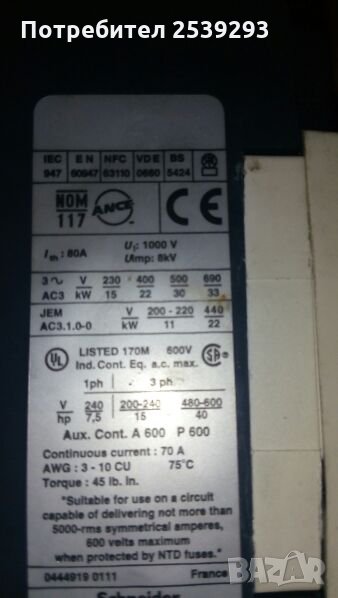 Потребител 2539293
IEC EN NFC VDE BS
947 60947 63110 0660 5424
NOM
117
ANCE
CE
Ith : 80A Ui: 1000 V
Uimp: 8kV
3~ V 230 400 500 690
AC3 kW 15 22 30 33
JEM V 200 - 220 440
AC3.1.0-0 kW 11 22
UL LISTED 170M 600V SA
Ind. Cont. Eq. a.c. max.
1ph - 3 ph.
V 240 200-240 480-600
hp 7,5 15 40
Aux. Cont. A 600 P 600
Continuous current : 70 A
AWG : 3 - 10 CU 75°C
Torque : 45 lb. in.
"Suitable for use on a circuit
capable of delivering not more than
5000-rms symmetrical amperes,
600 volts maximum
when protected by NTD fuses."
0444919 0111 France
Schneider
BAZAR